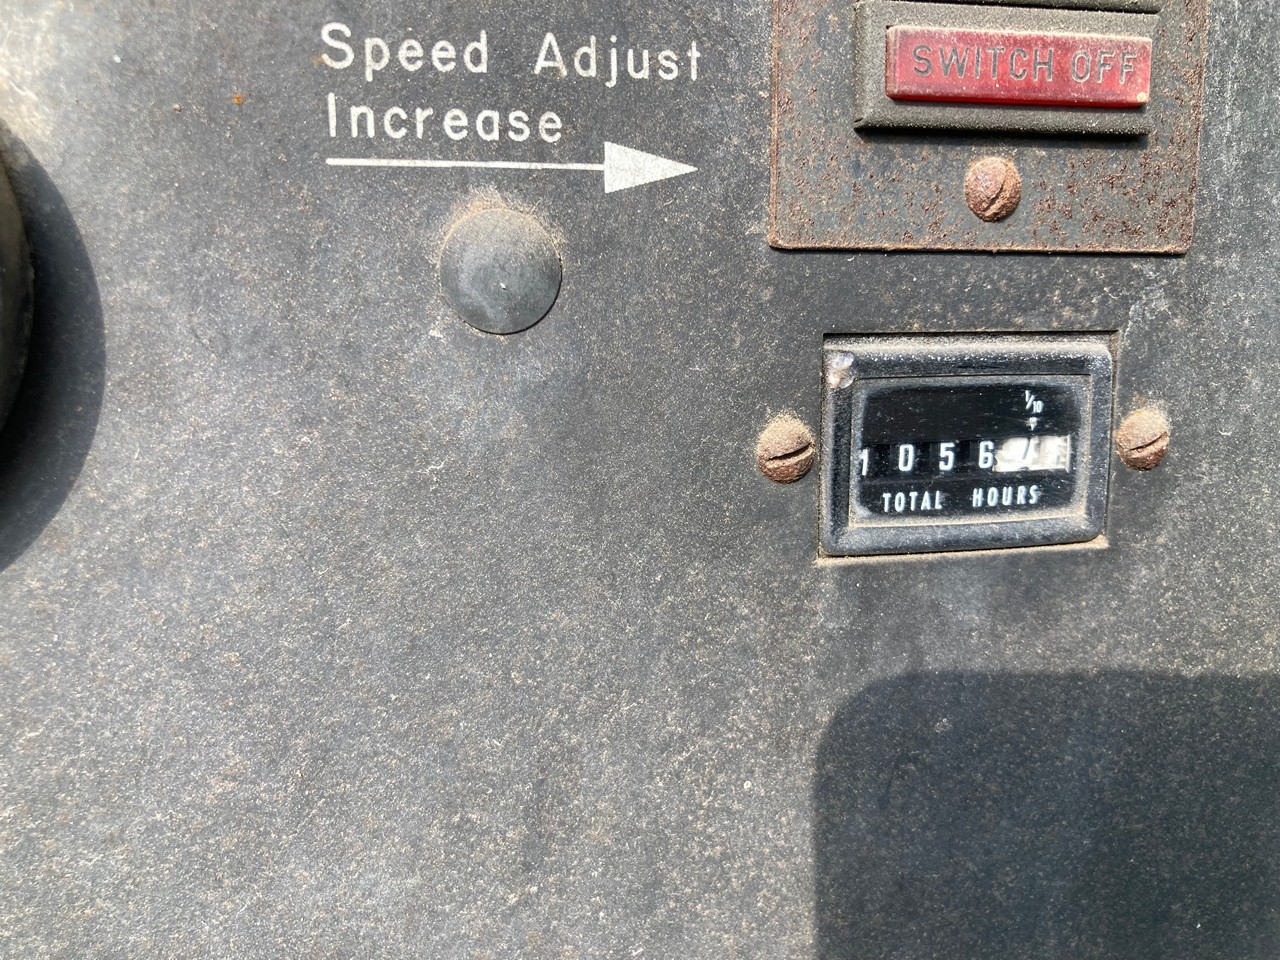 Speed Adjust
Increase
SWITCH OFF
1/10
1 0 5 6
TOTAL HOURS